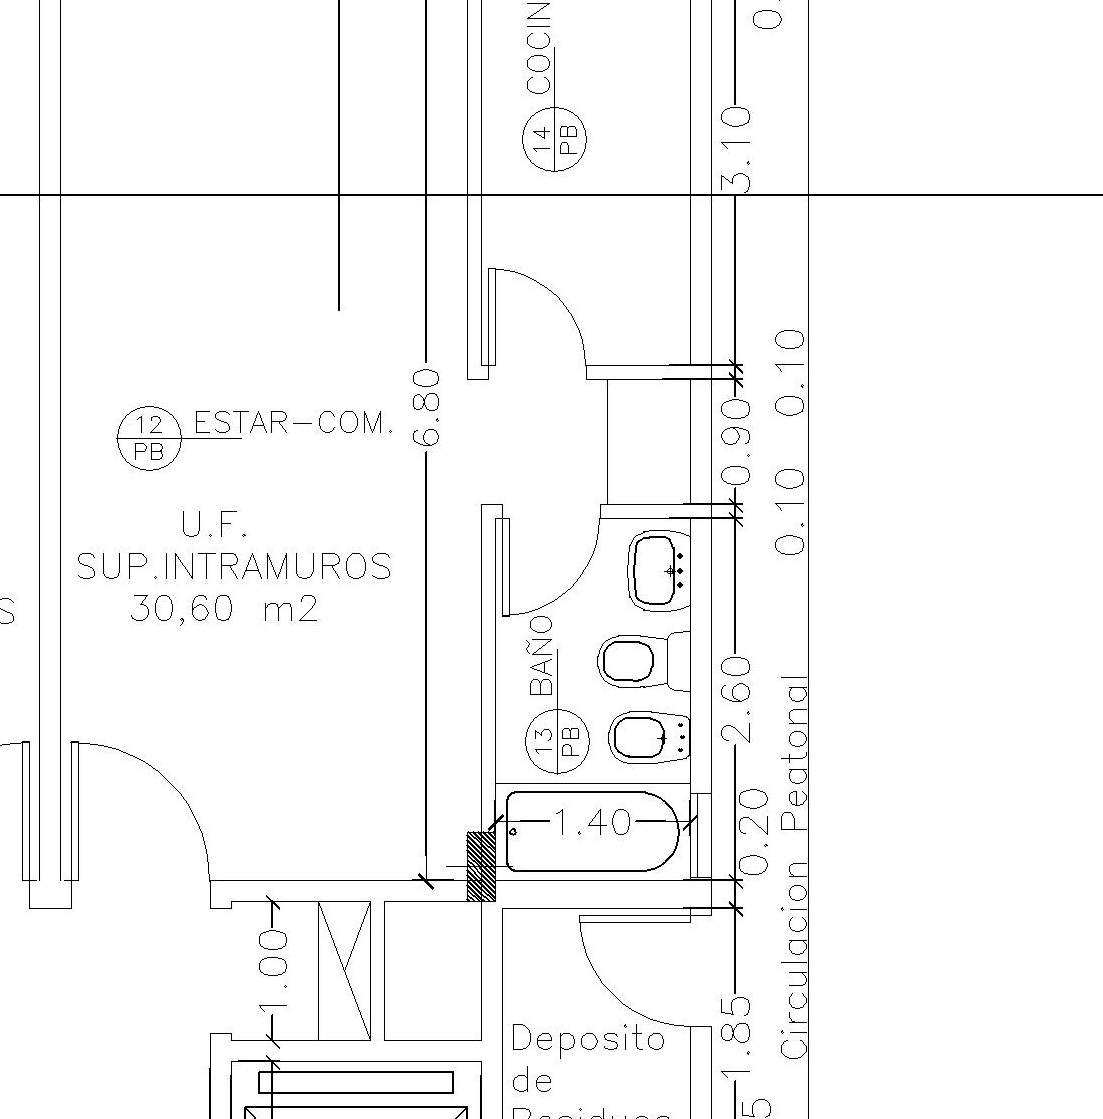 COCIN
14
PB
3.10
0.10
0.10
0.90
6.80
12
PB
ESTAR-COM.
U.F.
SUP.INTRAMUROS
30,60 m2
BAÑO
13
PB
2.60
1.40
0.20
Circulacion Peatonal
1.00
1.85
Deposito
de